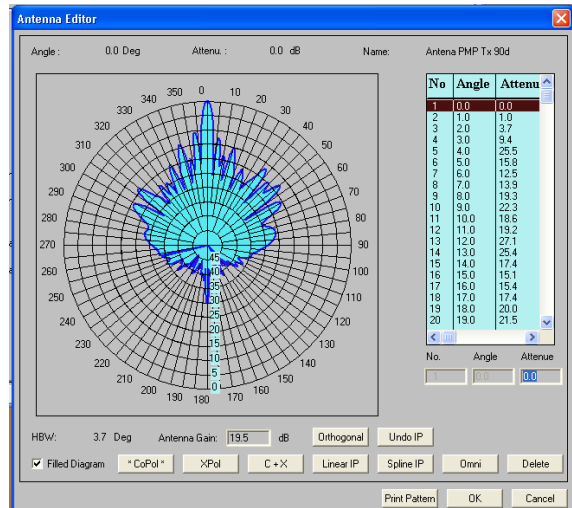 Antenna Editor
Angle : 0.0 Deg Attenu. : 0.0 dB Name: Antena PMP Tx 90d
No Angle Attenu
1 0.0 0.0
2 1.0 1.0
3 2.0 3.7
4 3.0 9.4
5 4.0 25.5
6 5.0 15.8
7 6.0 12.5
8 7.0 13.9
9 8.0 19.3
10 9.0 22.3
11 10.0 18.6
12 11.0 19.2
13 12.0 27.1
14 13.0 25.4
15 14.0 17.4
16 15.0 15.1
17 16.0 15.4
18 17.0 17.4
19 18.0 20.0
20 19.0 21.5
No. Angle Attenue
1 0.0 0.0
340 350 0 10 20
330 30
320 40
310 50
300 60
290 70
280 80
270 90
260 100
250 110
240 120
230 130
220 140
210 150
200 190 180 170 160
45
40
35
30
25
20
15
10
5
0
HBW: 3.7 Deg Antenna Gain: 19.5 dB Orthogonal Undo IP
Filled Diagram * CoPol * XPol C + X Linear IP Spline IP Omni Delete
Print Pattern OK Cancel